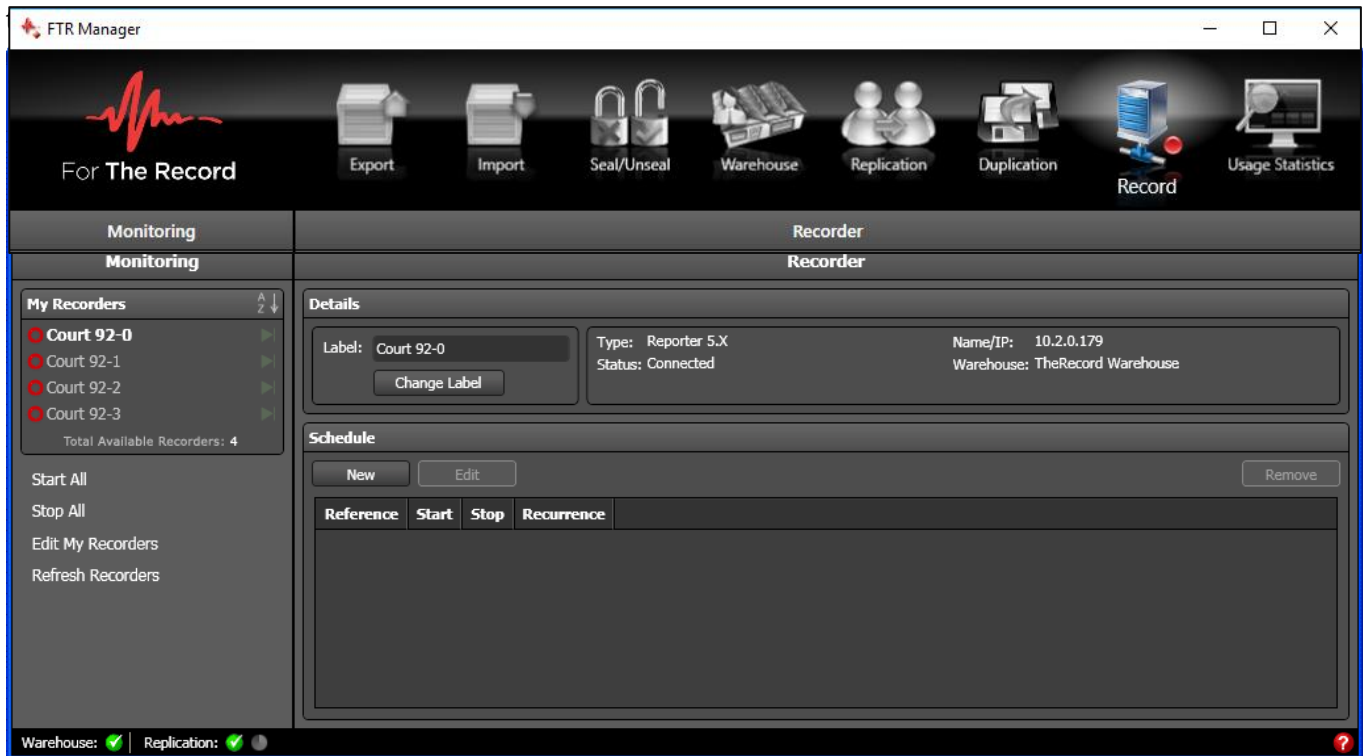 FTR Manager
For The Record
Export
Import
Seal/Unseal
Warehouse
Replication
Duplication
Record
Usage Statistics
Monitoring
Recorder
Monitoring
Recorder
My Recorders
A
Z
Court 92-0
Court 92-1
Court 92-2
Court 92-3
Total Available Recorders: 4
Start All
Stop All
Edit My Recorders
Refresh Recorders
Details
Label: Court 92-0
Change Label
Type: Reporter 5.X
Status: Connected
Name/IP: 10.2.0.179
Warehouse: TheRecord Warehouse
Schedule
New
Edit
Remove
Reference Start Stop Recurrence
Warehouse: Replication:
?